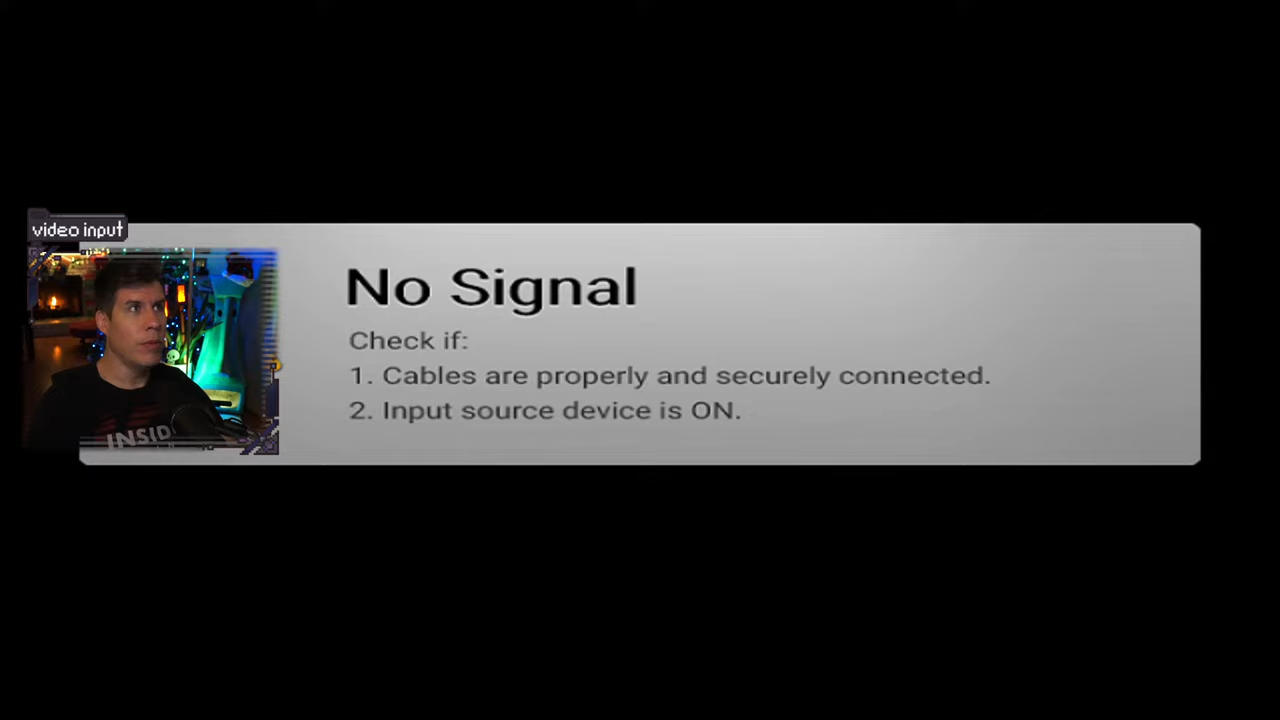 video input
No Signal
Check if:
1. Cables are properly and securely connected.
2. Input source device is ON.
INSID